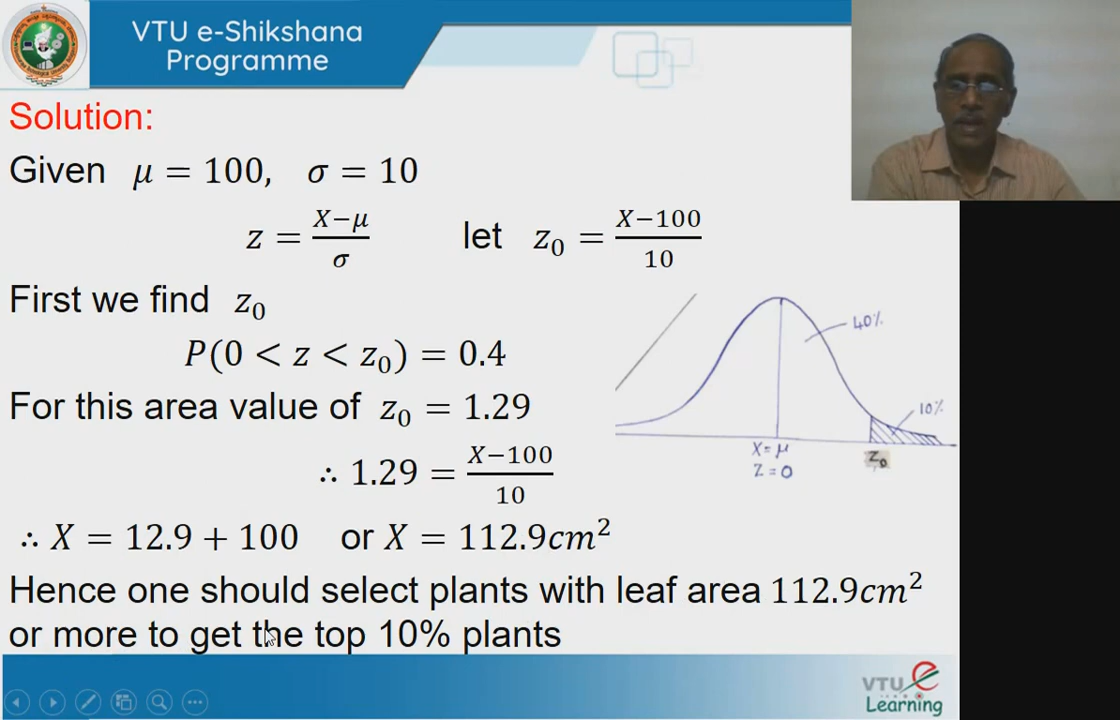 VTU e-Shikshana
Programme
Solution:
Given μ = 100, σ = 10
z = (X−μ)/σ let z₀ = (X−100)/10
First we find z₀
P(0 < z < z₀) = 0.4
For this area value of z₀ = 1.29
∴ 1.29 = (X−100)/10
∴ X = 12.9 + 100 or X = 112.9cm²
Hence one should select plants with leaf area 112.9cm²
or more to get the top 10% plants
40%
10%
X = μ
Z = 0
Z₀
VTU e
Learning